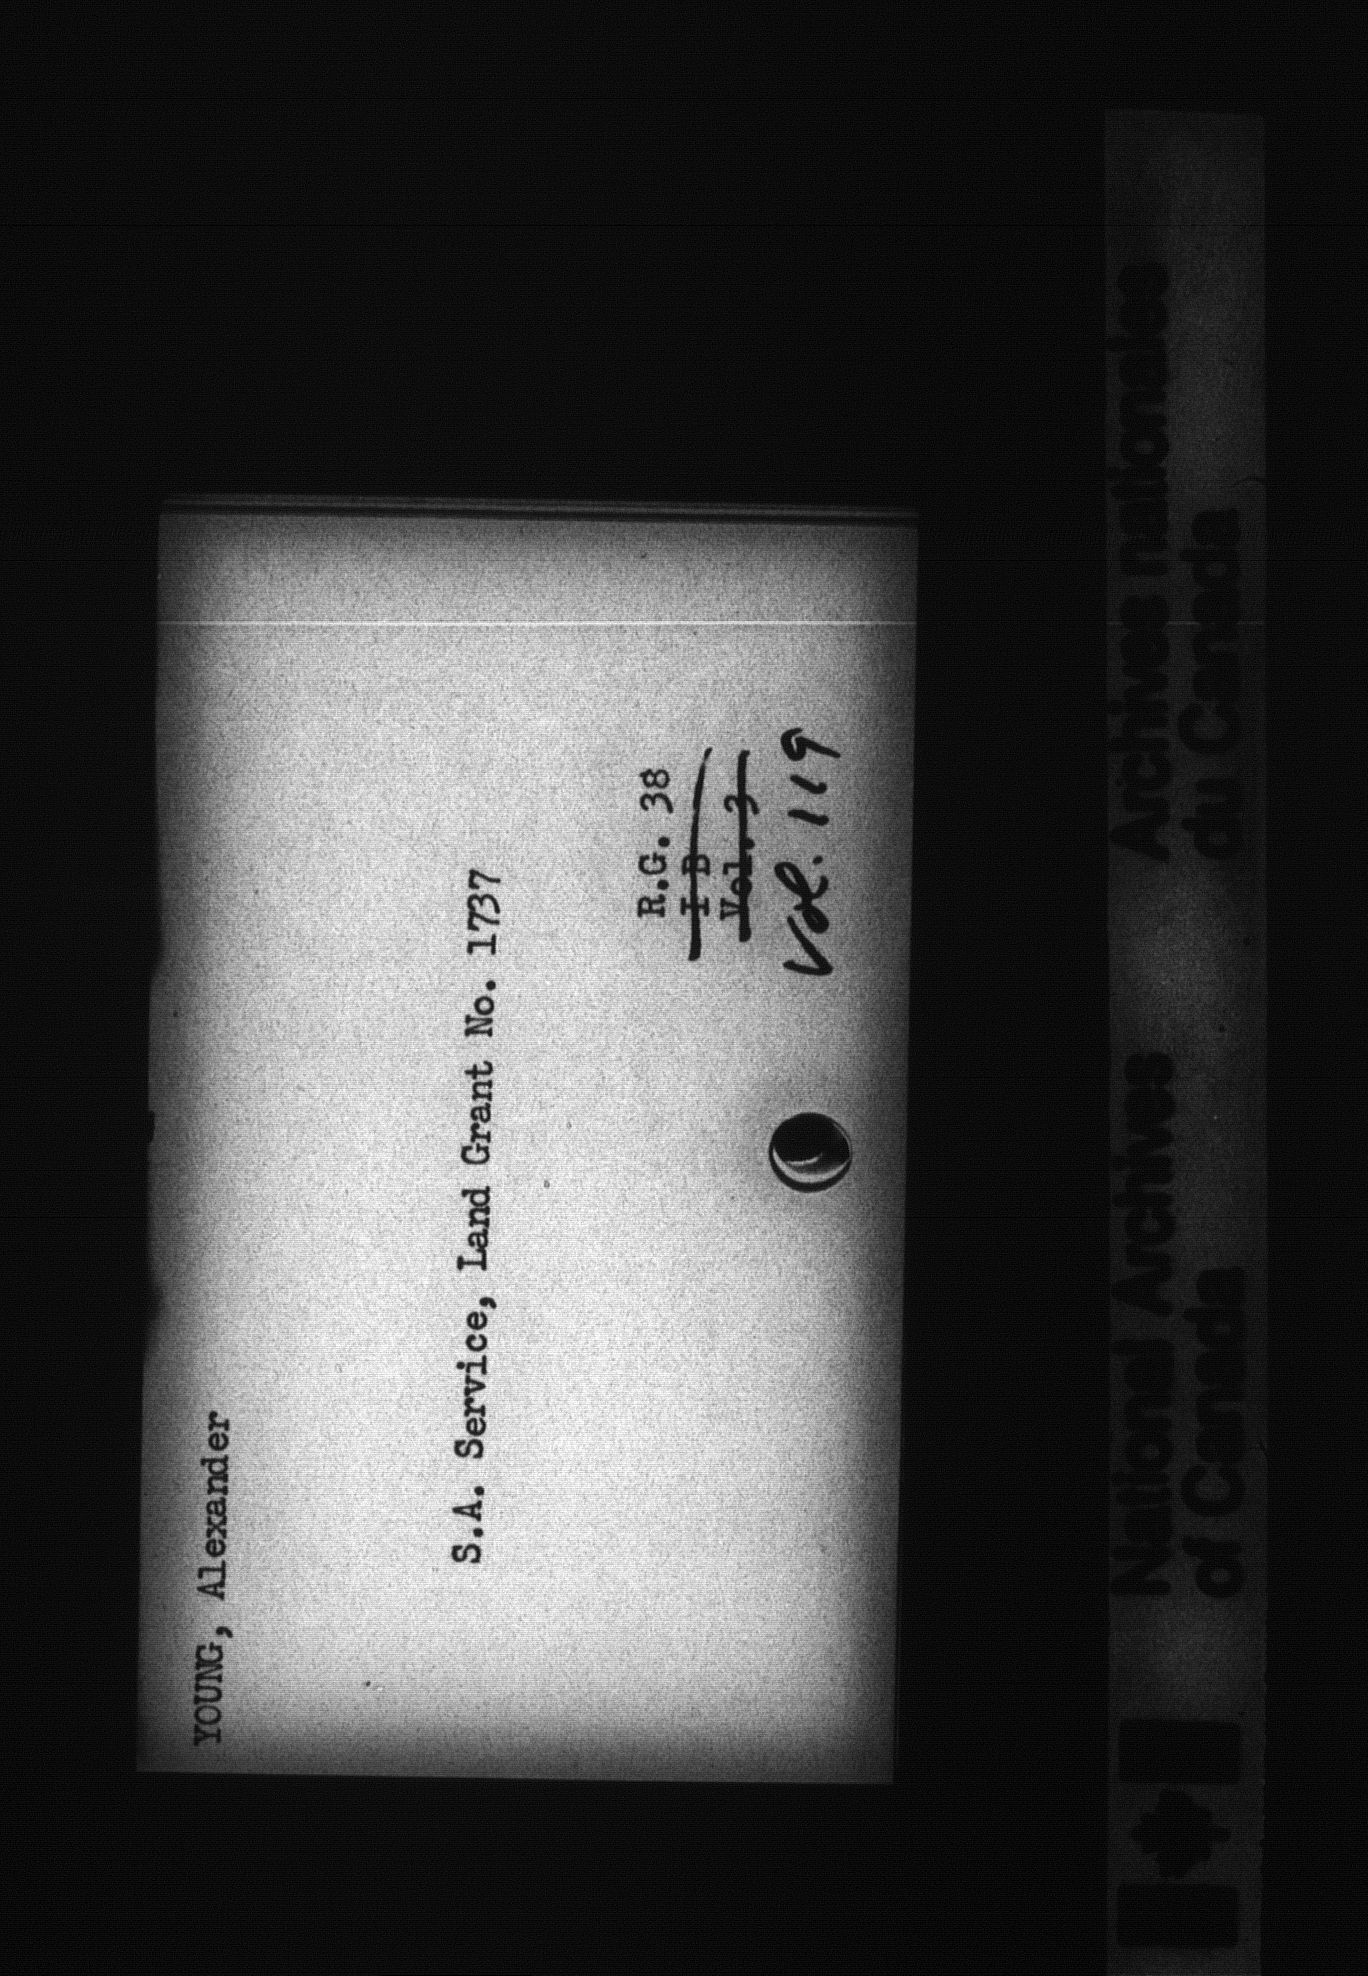 YOUNG, Alexander
S.A. Service, Land Grant No. 1737
R.G. 38
I B
Vol. 3
Vol. 119
National Archives
of Canada
Archives nationales
du Canada